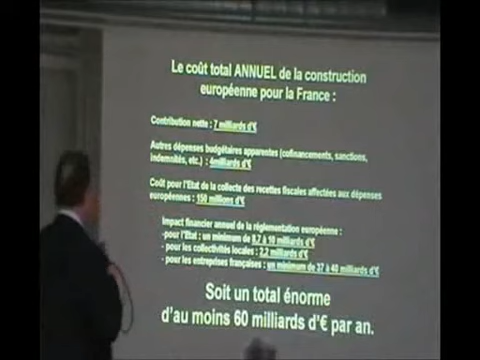 Le coût total ANNUEL de la construction
européenne pour la France :
Contribution nette : 7 milliards d'€
Autres dépenses budgétaires apparentes (cofinancements, sanctions,
indemnités, etc.) : 4milliards d'€
Coût pour l'Etat de la collecte des recettes fiscales affectées aux dépenses
européennes : 150 millions d'€
Impact financier annuel de la réglementation européenne :
-pour l'Etat : un minimum de 8,7 à 10 milliards d'€
- pour les collectivités locales : 2,2 milliards d'€
- pour les entreprises françaises : un minimum de 37 à 40 milliards d'€
Soit un total énorme
d'au moins 60 milliards d'€ par an.